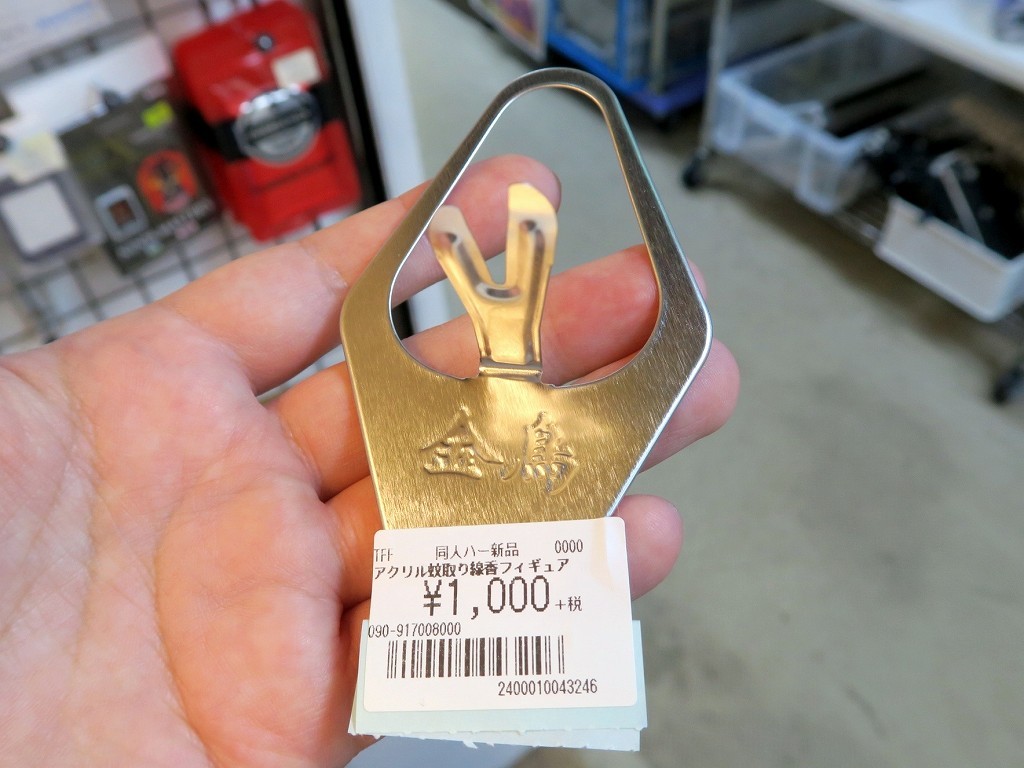 金鳥
TFF 同人ハー新品 0000
アクリル蚊取り線香フィギュア
¥1,000+税
090-917008000
2400010043246